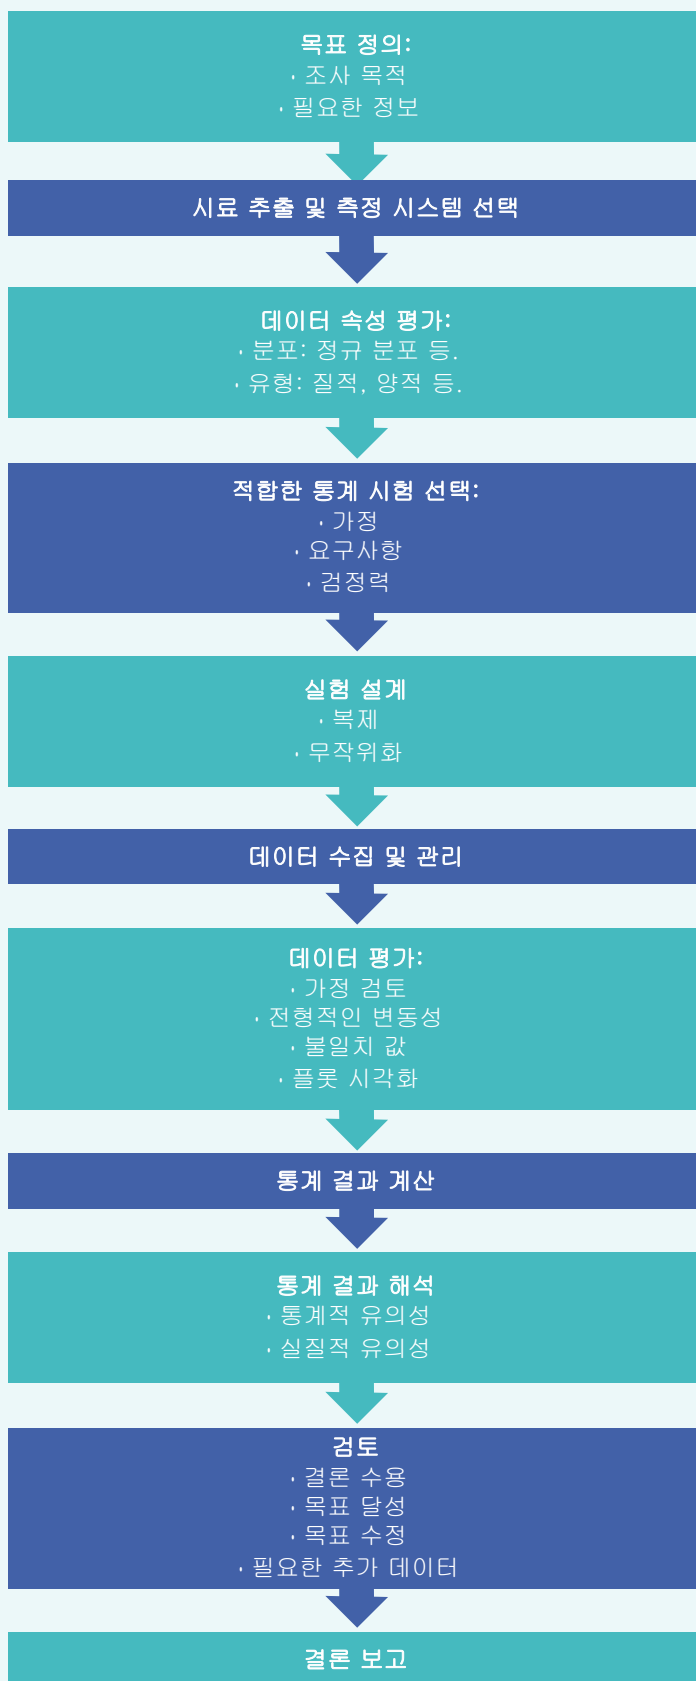 목표 정의:
· 조사 목적
· 필요한 정보
시료 추출 및 측정 시스템 선택
데이터 속성 평가:
· 분포: 정규 분포 등.
· 유형: 질적, 양적 등.
적합한 통계 시험 선택:
· 가정
· 요구사항
· 검정력
실험 설계
· 복제
· 무작위화
데이터 수집 및 관리
데이터 평가:
· 가정 검토
· 전형적인 변동성
· 불일치 값
· 플롯 시각화
통계 결과 계산
통계 결과 해석
· 통계적 유의성
· 실질적 유의성
검토
· 결론 수용
· 목표 달성
· 목표 수정
· 필요한 추가 데이터
결론 보고